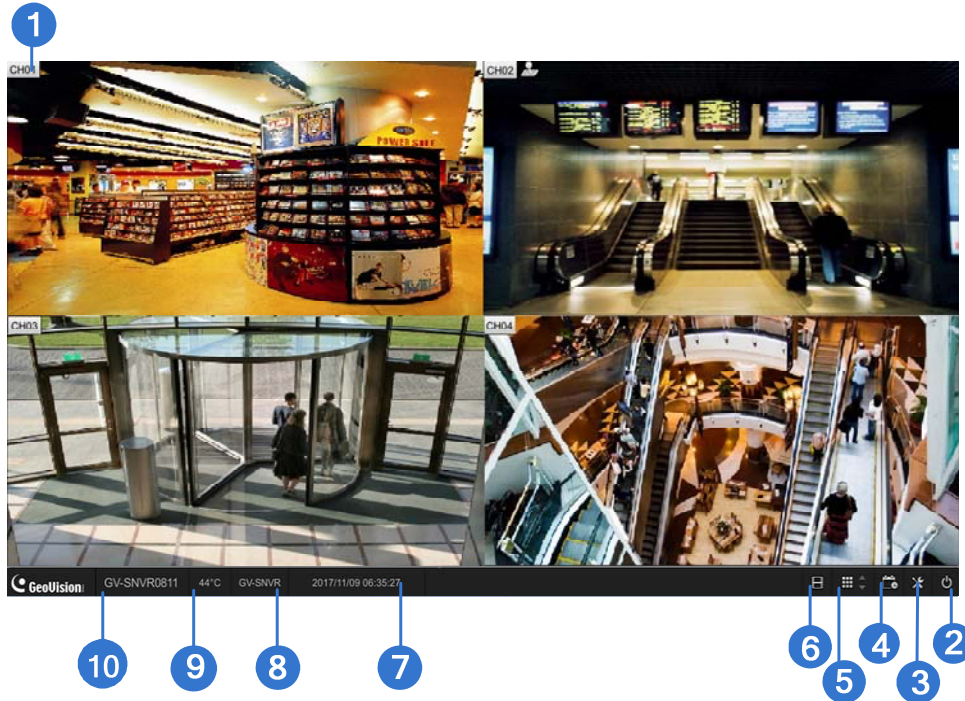 1
CH01
CH02
POWER SURF
CH03
CH04
GeoVision
GV-SNVR0811
44°C
GV-SNVR
2017/11/09 06:35:27
10
9
8
7
6
5
4
3
2